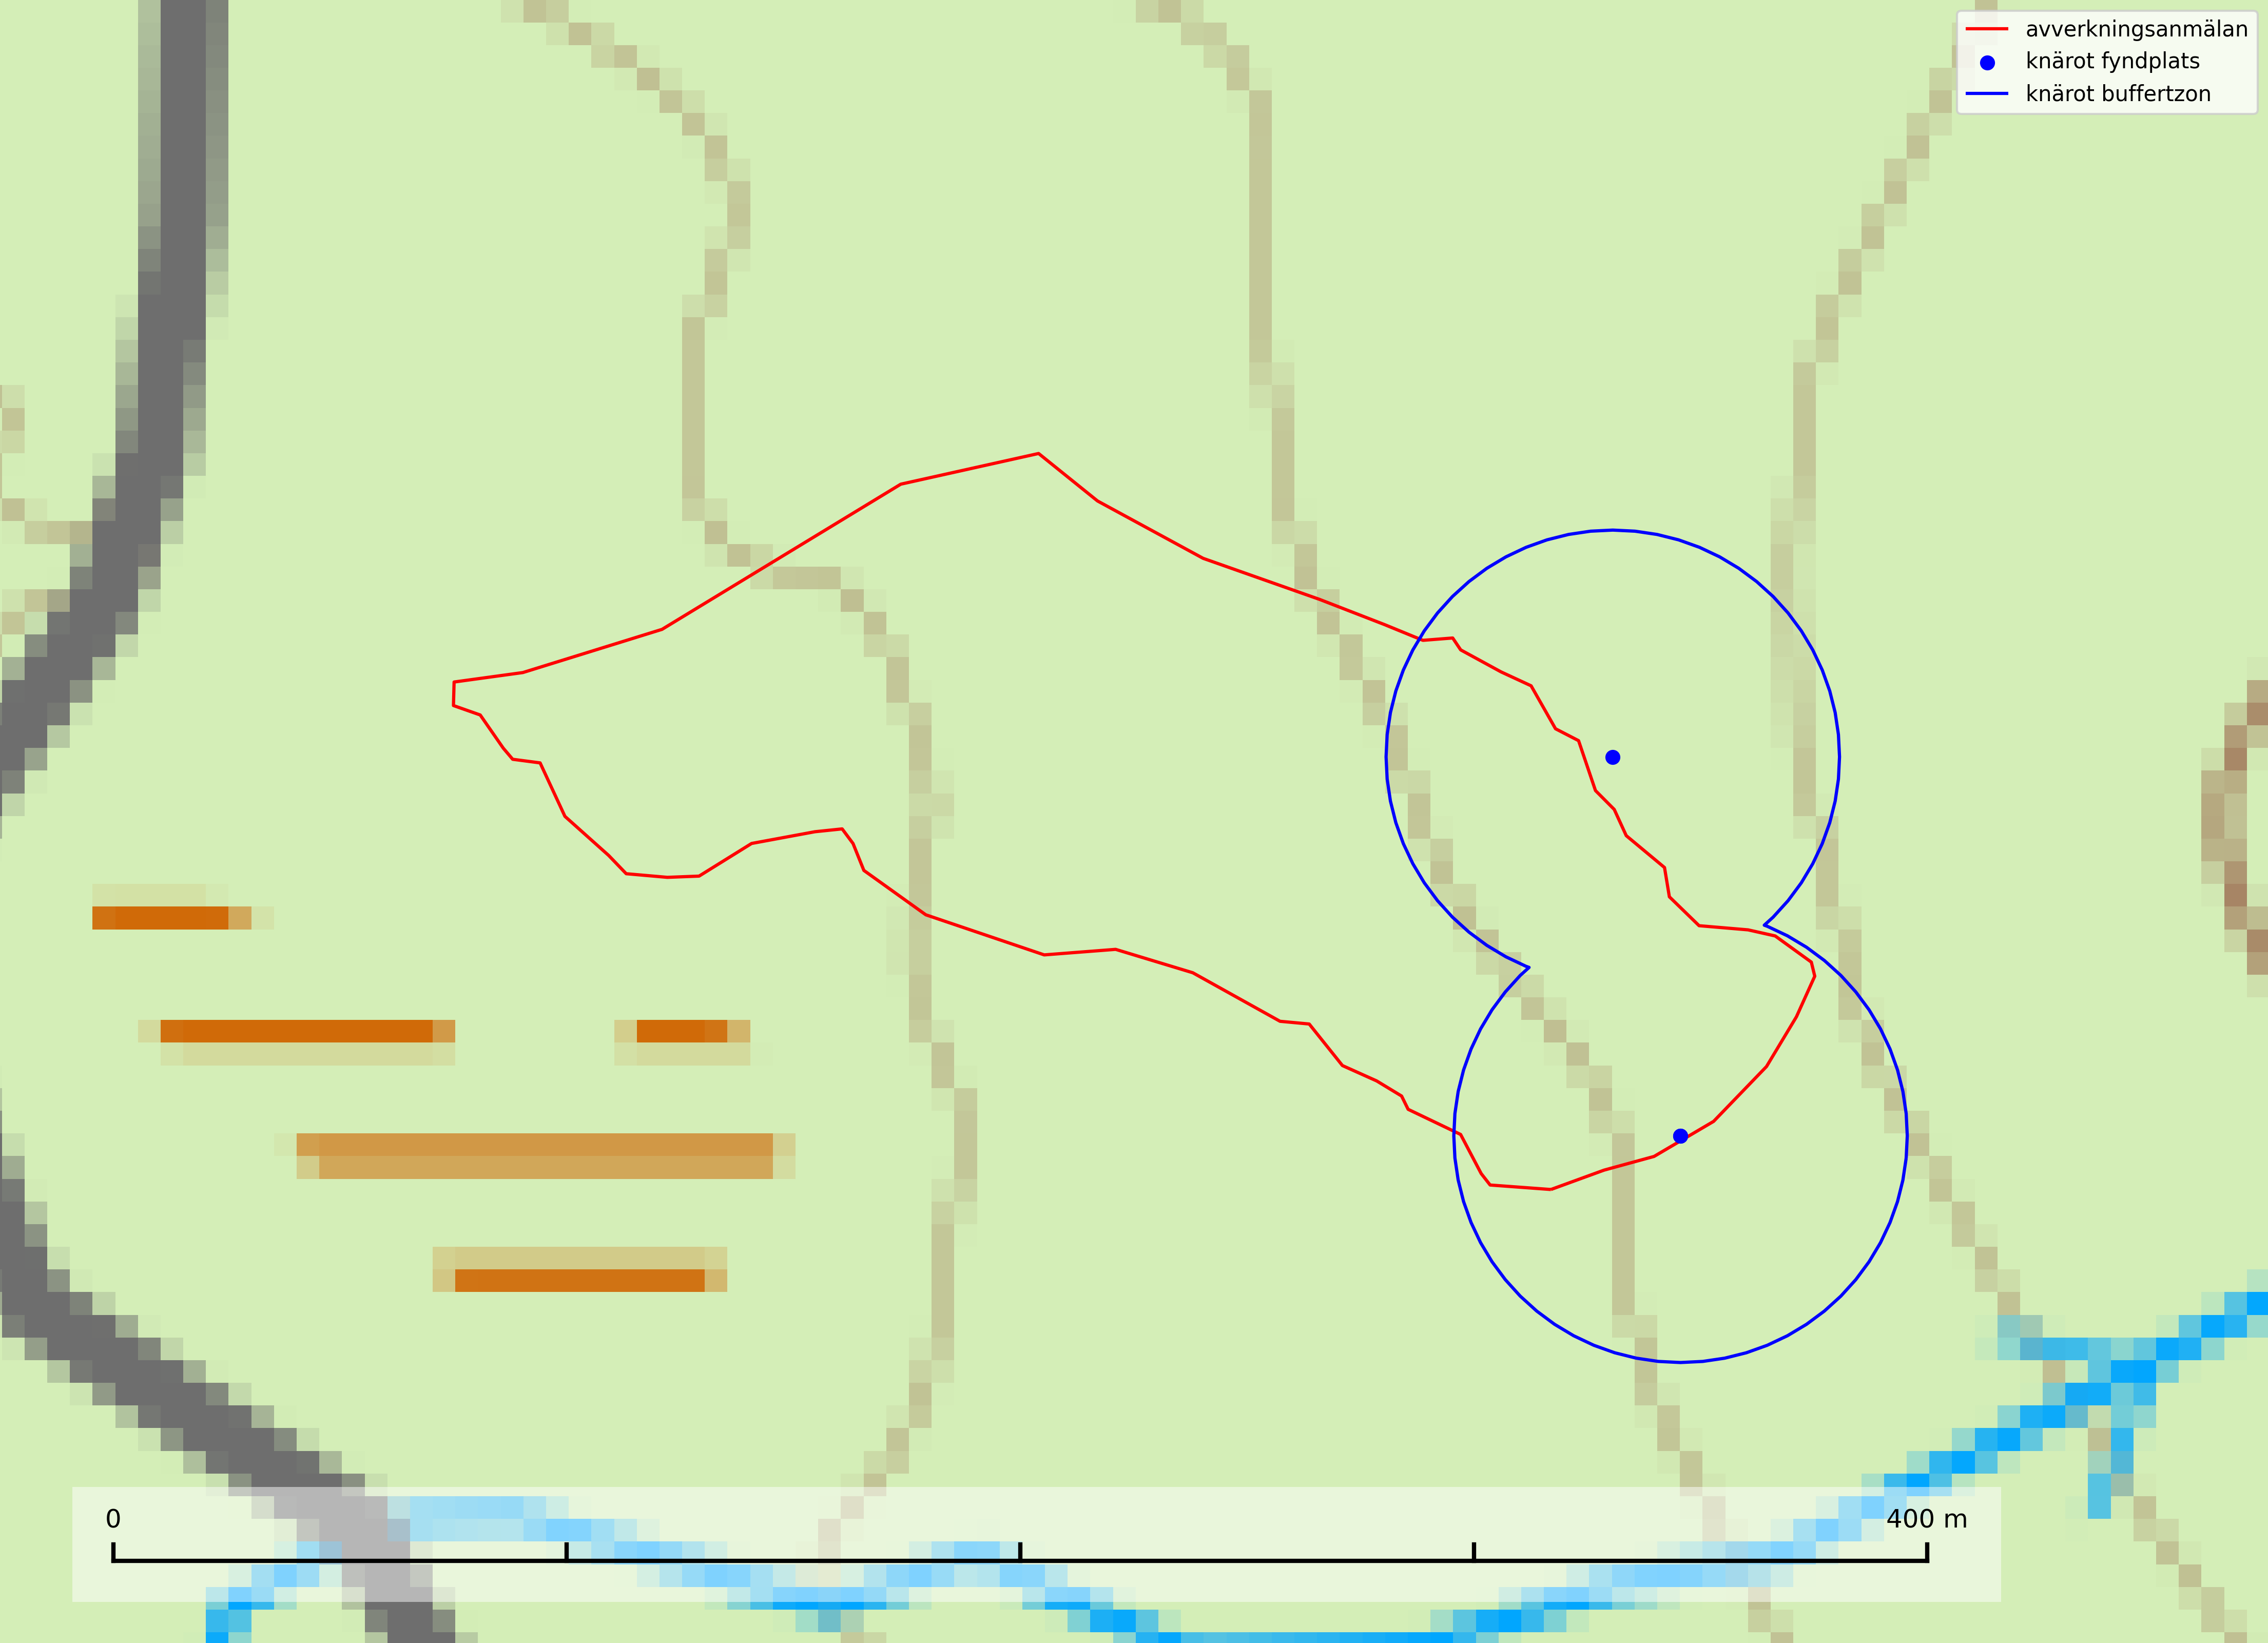 avverkningsanmälan
knärot fyndplats
knärot buffertzon
0
400 m